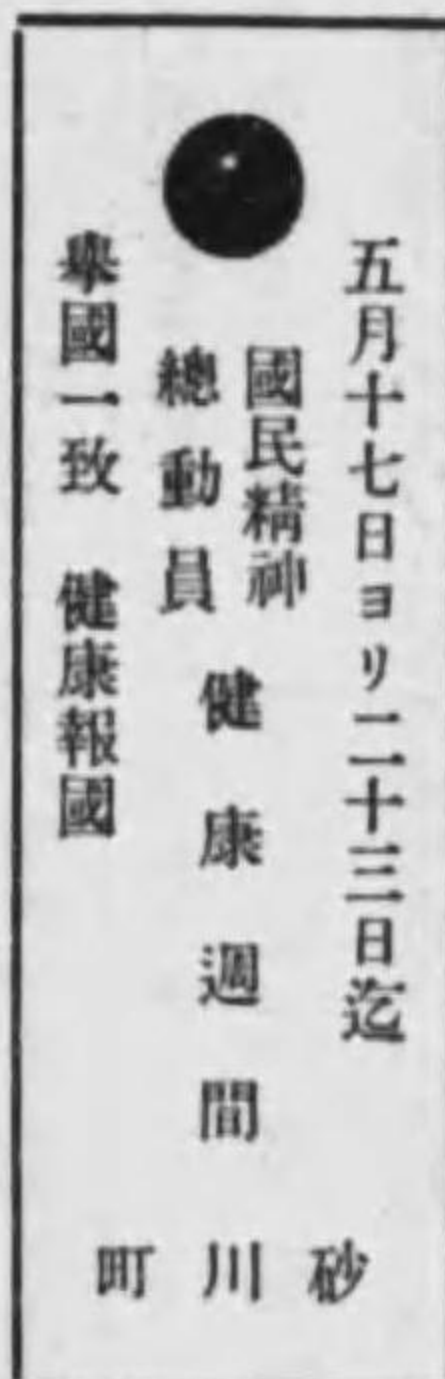 五月十七日ヨリ二十三日迄
國民精神
總動員
健康週間
擧國一致 健康報國
砂川町